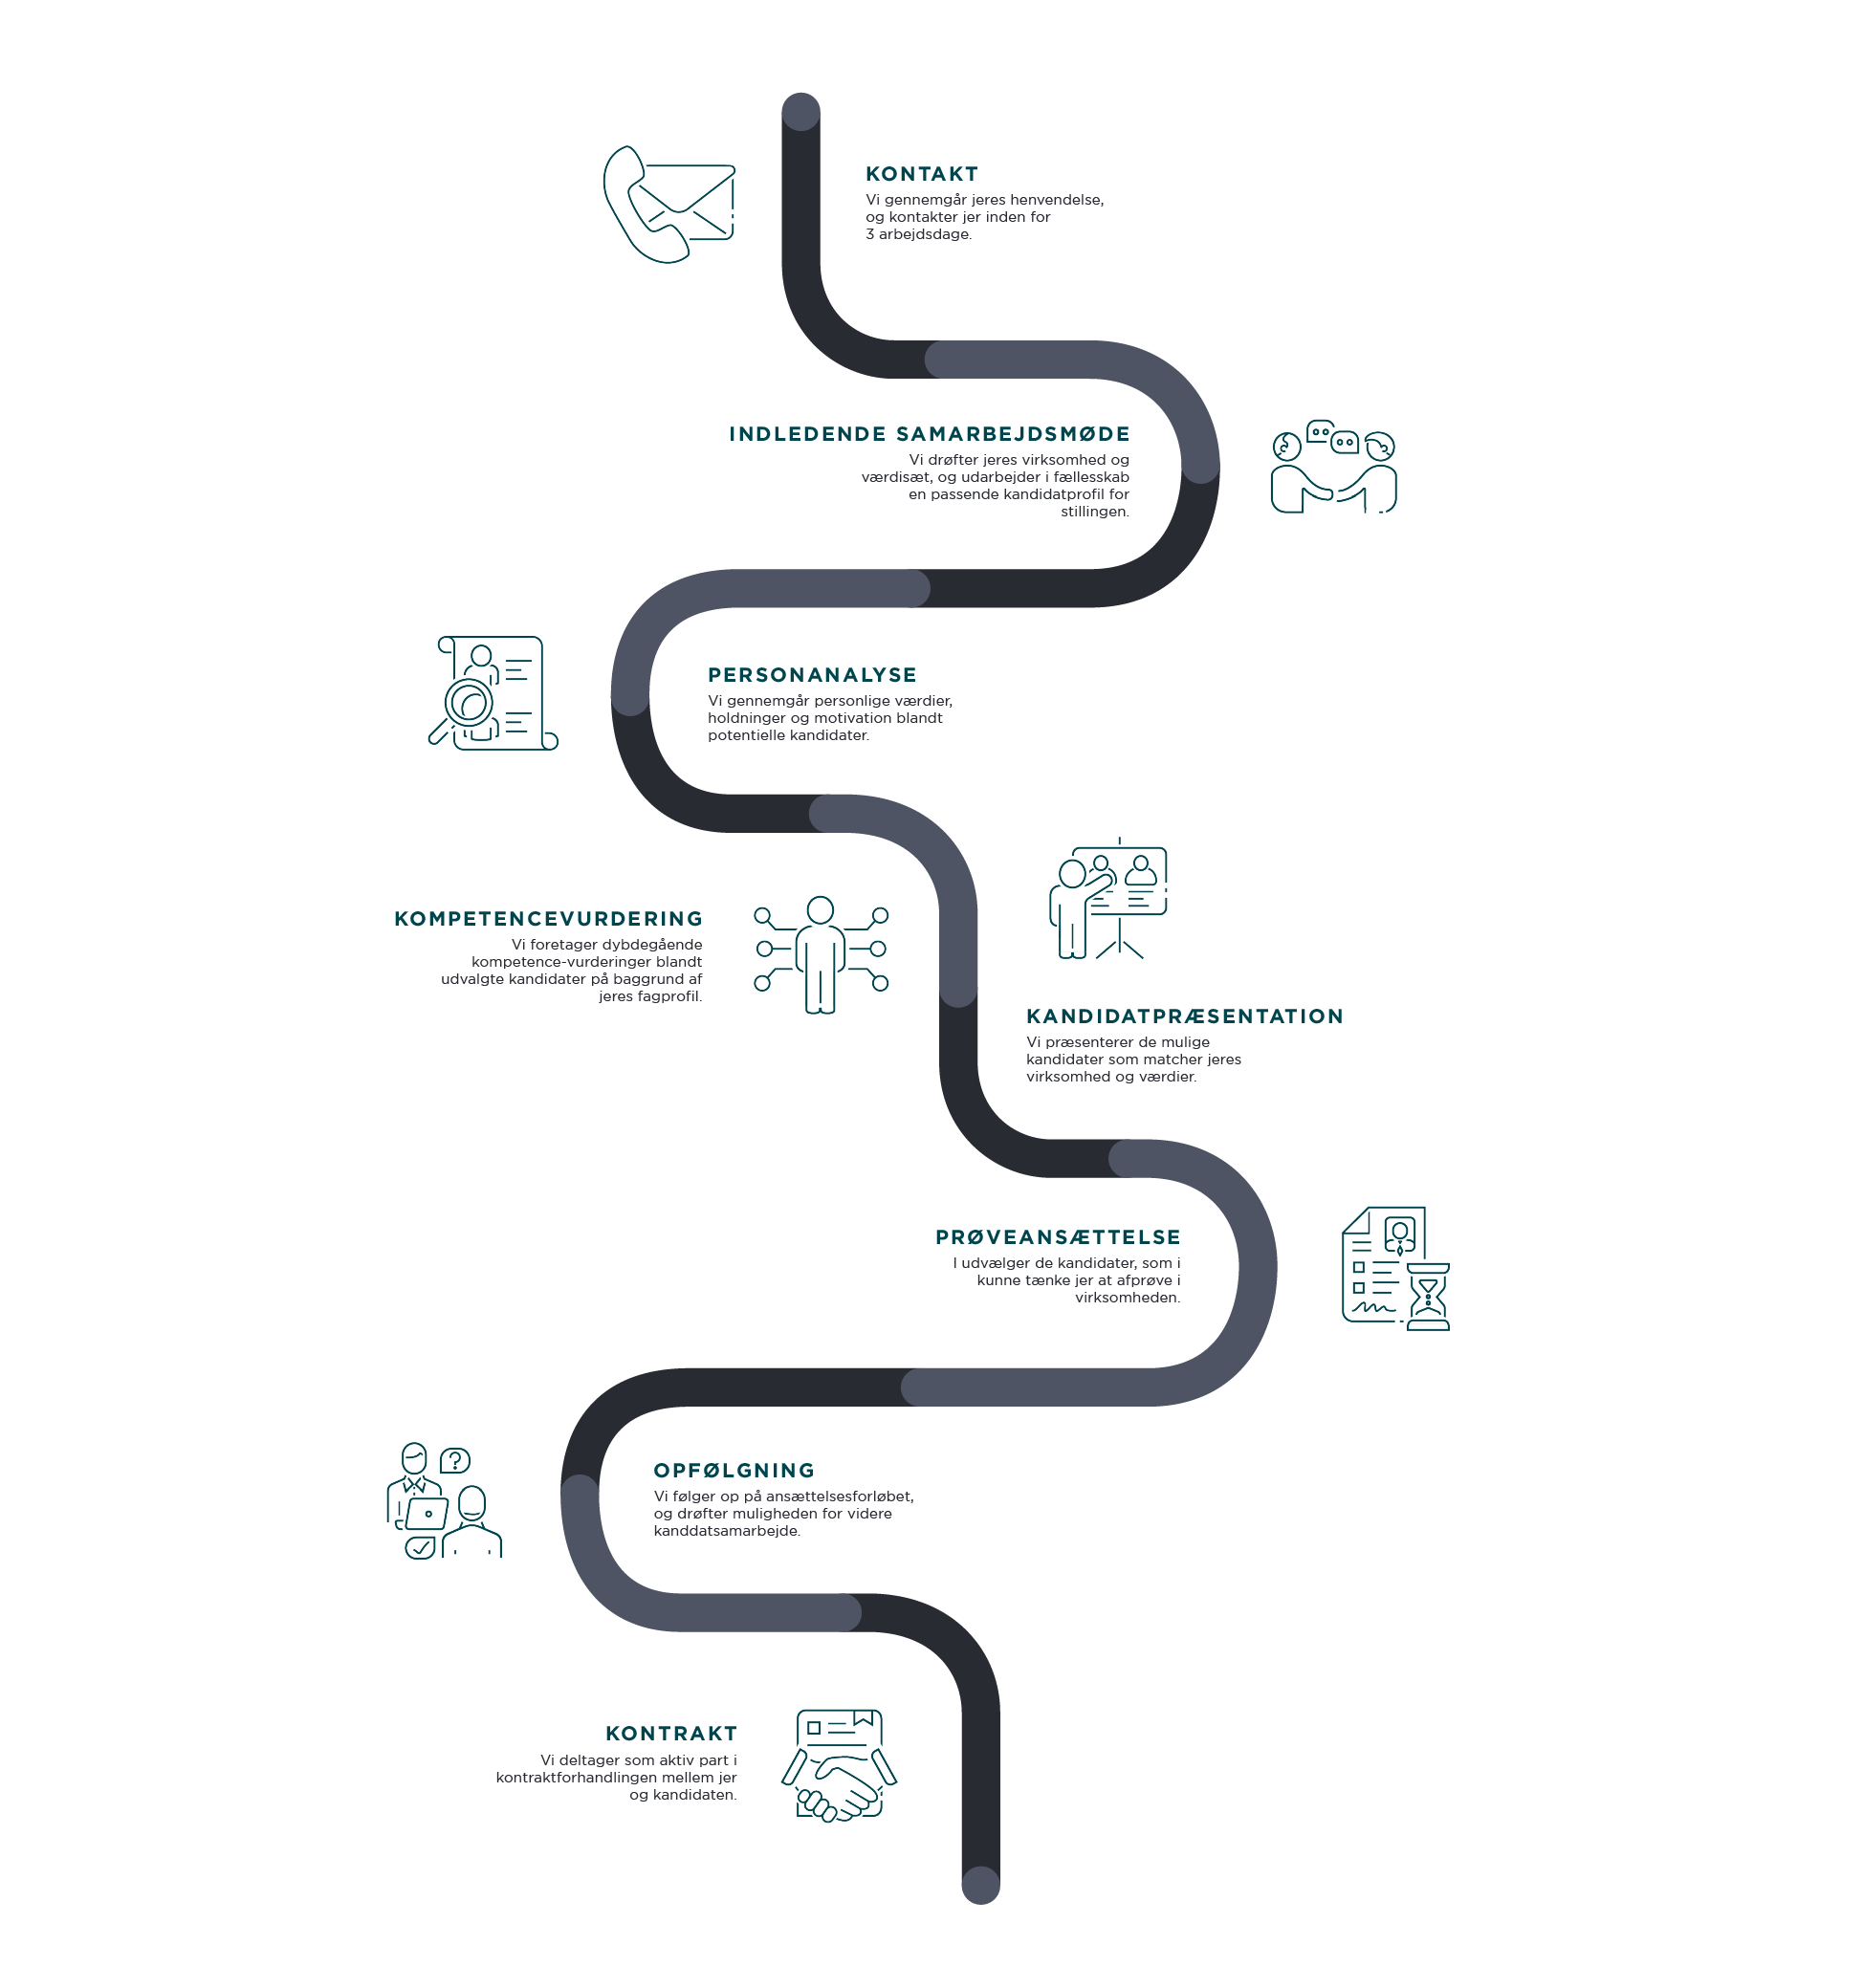 KONTAKT
Vi gennemgår jeres henvendelse,
og kontakter jer inden for
3 arbejdsdage.
INDLEDENDE SAMARBEJDSMØDE
Vi drøfter jeres virksomhed og
værdisæt, og udarbejder i fællesskab
en passende kandidatprofil for
stillingen.
PERSONANALYSE
Vi gennemgår personlige værdier,
holdninger og motivation blandt
potentielle kandidater.
KOMPETENCEVURDERING
Vi foretager dybdegående
kompetence-vurderinger blandt
udvalgte kandidater på baggrund af
jeres fagprofil.
KANDIDATPRÆSENTATION
Vi præsenterer de mulige
kandidater som matcher jeres
virksomhed og værdier.
PRØVEANSÆTTELSE
I udvælger de kandidater, som i
kunne tænke jer at afprøve i
virksomheden.
?
OPFØLGNING
Vi følger op på ansættelsesforløbet,
og drøfter muligheden for videre
kanddatsamarbejde.
KONTRAKT
Vi deltager som aktiv part i
kontraktforhandlingen mellem jer
og kandidaten.